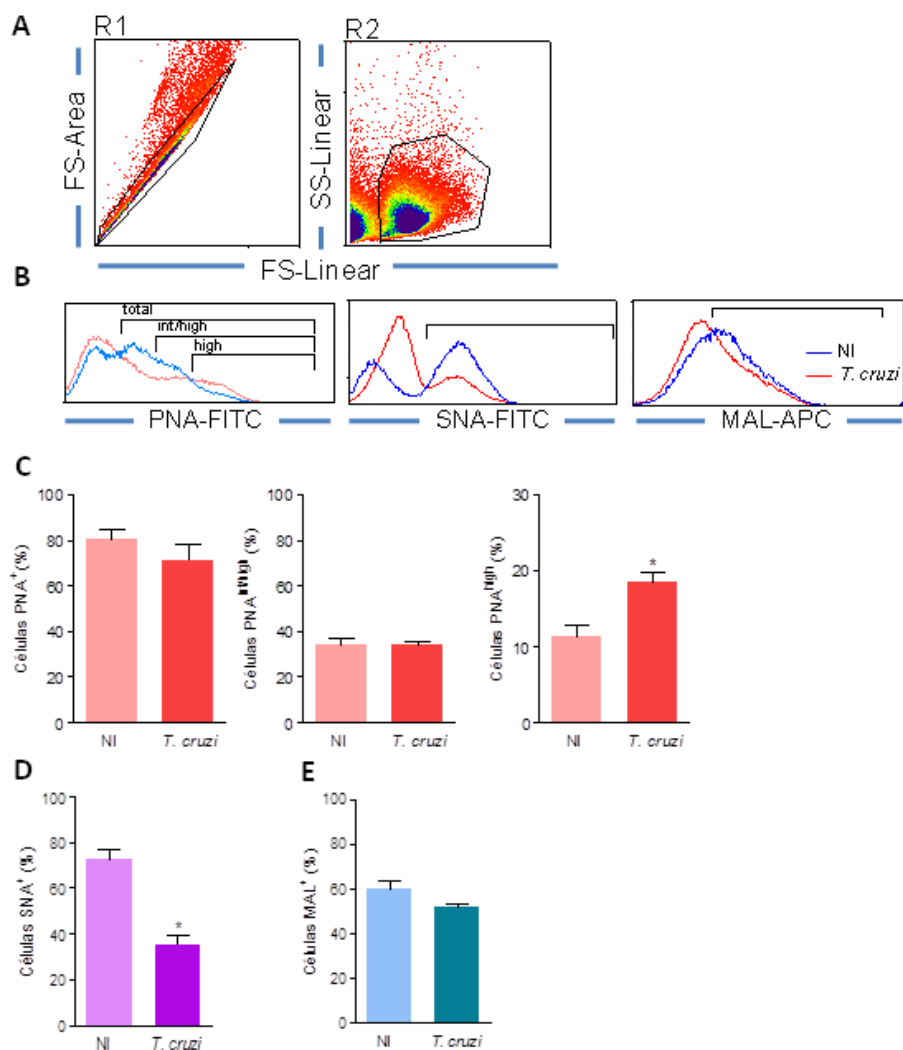 A
R1
R2
FS-Area
SS-Linear
FS-Linear
B
total
int/high
high
NI
T. cruzi
PNA-FITC
SNA-FITC
MAL-APC
C
Células PNA+ (%)
100
80
60
40
20
0
NI
T. cruzi
Células PNAint/high (%)
100
80
60
40
20
0
NI
T. cruzi
Células PNAhigh (%)
30
20
10
0
*
NI
T. cruzi
D
Células SNA+ (%)
100
80
60
40
20
0
*
NI
T. cruzi
E
Células MAL+ (%)
100
80
60
40
20
0
NI
T. cruzi